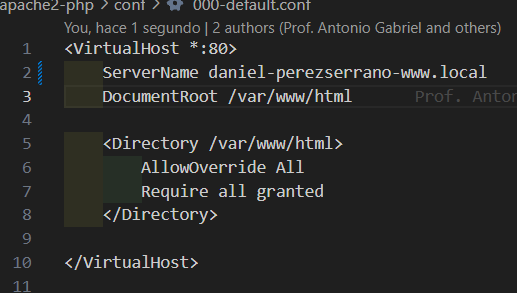 apache2-php > conf > 000-default.conf
You, hace 1 segundo | 2 authors (Prof. Antonio Gabriel and others)
1 <VirtualHost *:80>
2 ServerName daniel-perezserrano-www.local
3 DocumentRoot /var/www/html Prof. Anton
4
5 <Directory /var/www/html>
6 AllowOverride All
7 Require all granted
8 </Directory>
9
10 </VirtualHost>
11